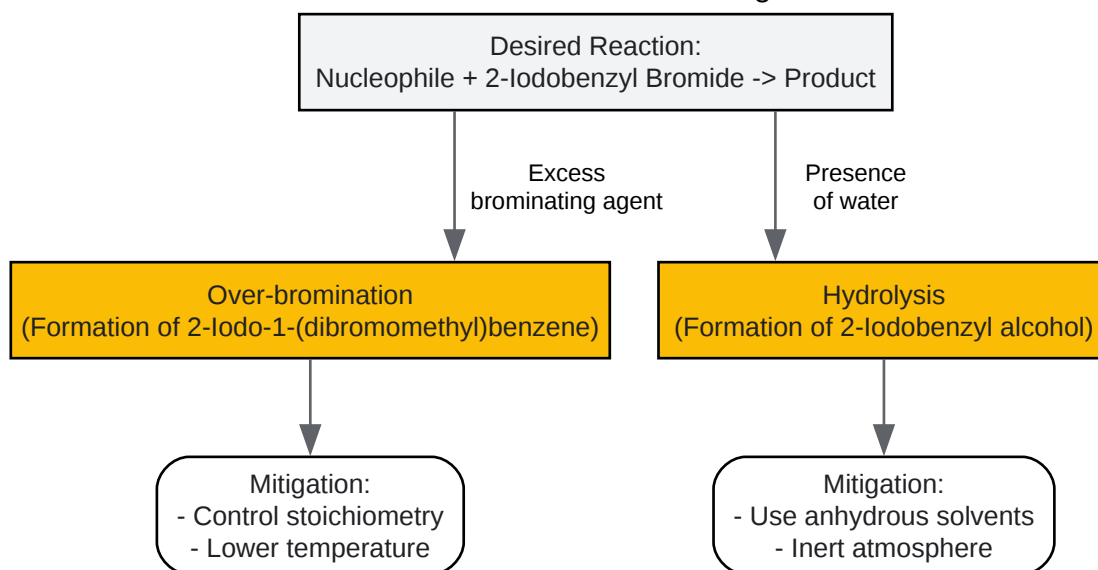 Desired Reaction:
Nucleophile + 2-Iodobenzyl Bromide -> Product
Excess
brominating agent
Presence
of water
Over-bromination
(Formation of 2-Iodo-1-(dibromomethyl)benzene)
Hydrolysis
(Formation of 2-Iodobenzyl alcohol)
Mitigation:
- Control stoichiometry
- Lower temperature
Mitigation:
- Use anhydrous solvents
- Inert atmosphere